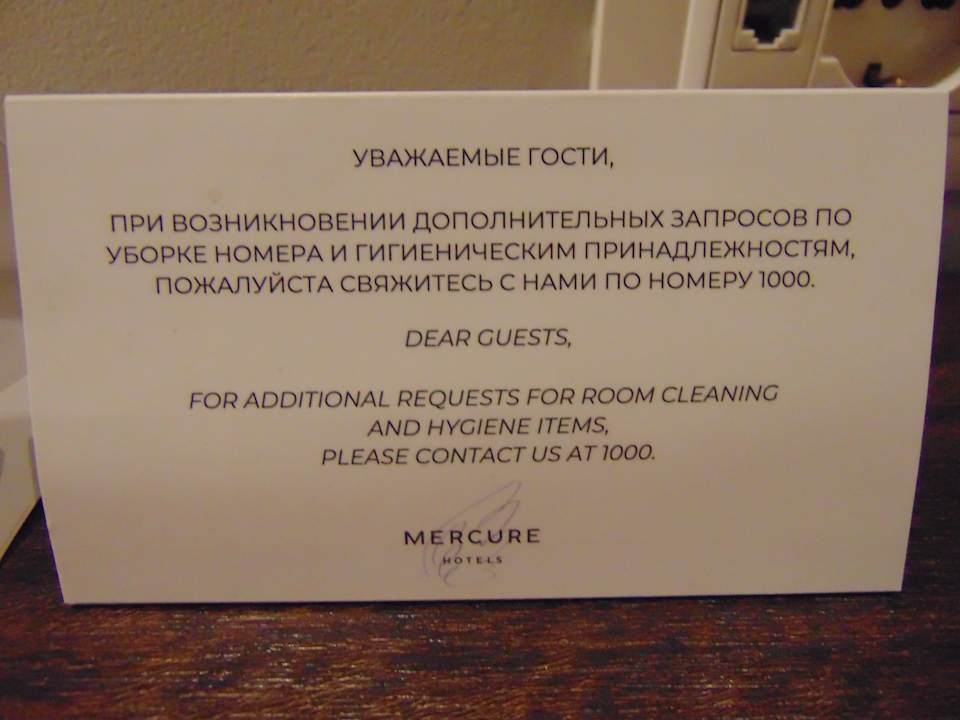 УВАЖАЕМЫЕ ГОСТИ,
ПРИ ВОЗНИКНОВЕНИИ ДОПОЛНИТЕЛЬНЫХ ЗАПРОСОВ ПО
УБОРКЕ НОМЕРА И ГИГИЕНИЧЕСКИМ ПРИНАДЛЕЖНОСТЯМ,
ПОЖАЛУЙСТА СВЯЖИТЕСЬ С НАМИ ПО НОМЕРУ 1000.
DEAR GUESTS,
FOR ADDITIONAL REQUESTS FOR ROOM CLEANING
AND HYGIENE ITEMS,
PLEASE CONTACT US AT 1000.
MERCURE
HOTELS